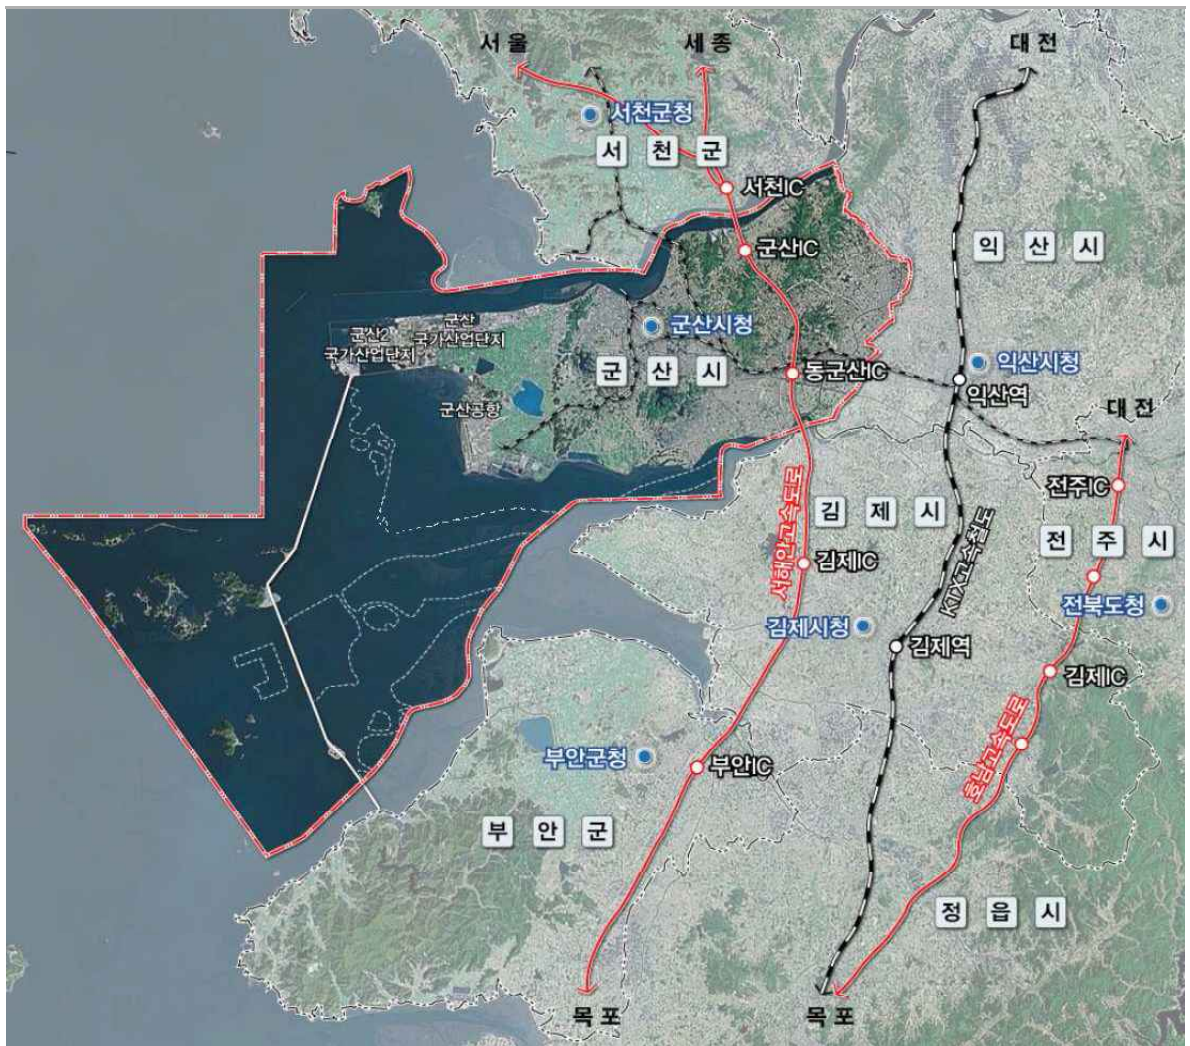 서울
세종
대전
서천군청
서천군
서천IC
군산IC
익산시
군산2
국가산업단지
군산
국가산업단지
군산시청
군산시
동군산IC
익산시청
익산역
군산공항
대전
전주IC
서해안고속도로
김제시
KTX고속철도
전주시
김제IC
전북도청
김제시청
김제역
김제IC
호남고속도로
부안군청
부안IC
부안군
정읍시
목포
목포